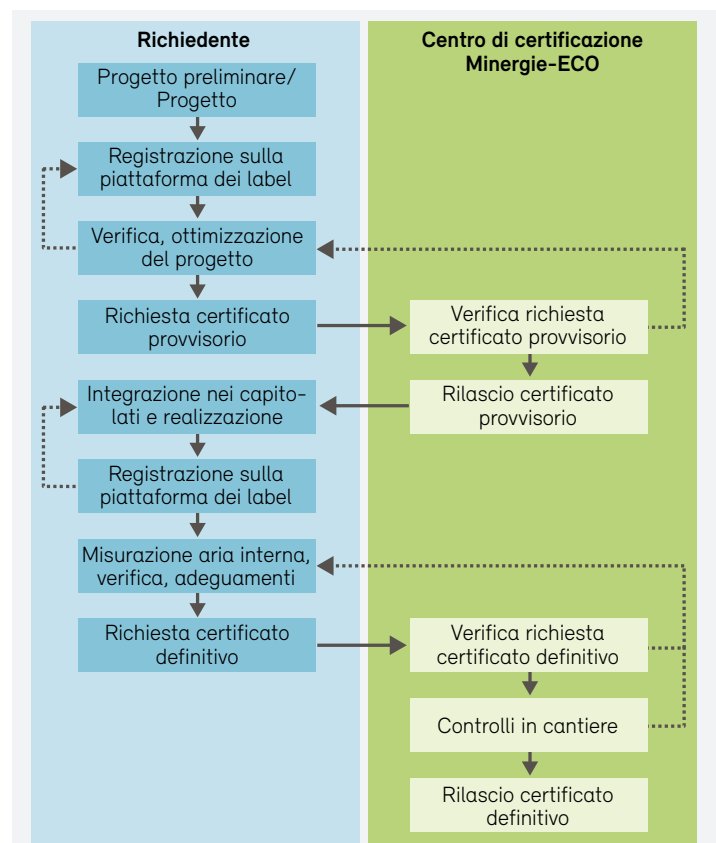 Richiedente
Centro di certificazione
Minergie-ECO
Progetto preliminare/
Progetto
Registrazione sulla
piattaforma dei label
Verifica, ottimizzazione
del progetto
Richiesta certificato
provvisorio
Verifica richiesta
certificato provvisorio
Integrazione nei capito-
lati e realizzazione
Rilascio certificato
provvisorio
Registrazione sulla
piattaforma dei label
Misurazione aria interna,
verifica, adeguamenti
Richiesta certificato
definitivo
Verifica richiesta
certificato definitivo
Controlli in cantiere
Rilascio certificato
definitivo